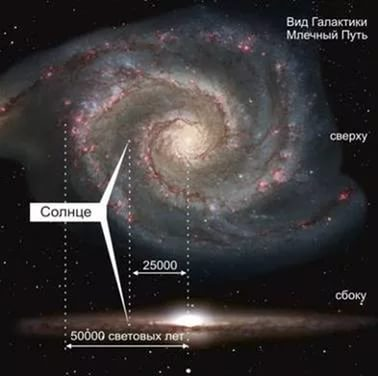 Вид Галактики
Млечный Путь
сверху
Солнце
25000
сбоку
50000 световых лет